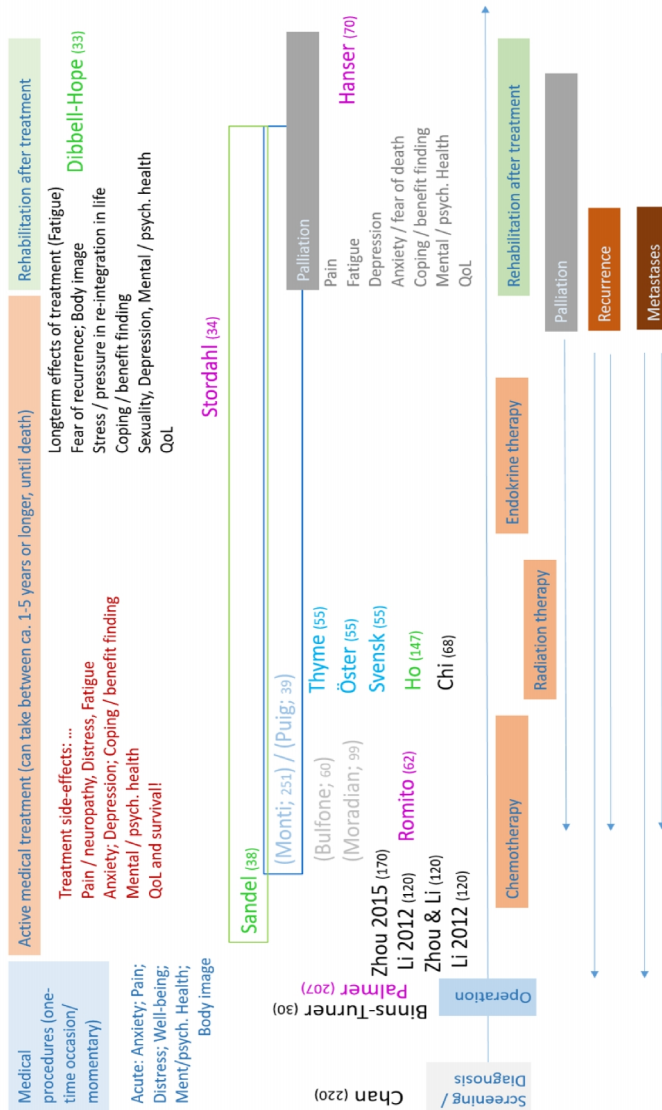 Medical
procedures (one-
time occasion/
momentary)
Active medical treatment (can take between ca. 1-5 years or longer, until death)
Rehabilitation after treatment
Acute: Anxiety; Pain;
Distress; Well-being;
Ment/psych. Health;
Body image
Treatment side-effects: ...
Pain / neuropathy, Distress, Fatigue
Anxiety; Depression; Coping / benefit finding
Mental / psych. health
QoL and survival!
Longterm effects of treatment (Fatigue)
Fear of recurrence; Body image
Stress / pressure in re-integration in life
Coping / benefit finding
Sexuality, Depression, Mental / psych. health
QoL
Dibbell-Hope (33)
Stordahl (34)
Sandel (38)
(Monti; 251) / (Puig; 39)
(Bulfone; 60)
(Moradian; 99)
Romito (62)
Thyme (55)
Öster (55)
Svensk (55)
Ho (147)
Chi (68)
Palliation
Pain
Fatigue
Depression
Anxiety / fear of death
Coping / benefit finding
Mental / psych. Health
QoL
Hanser (70)
Chan (220)
Binns-Turner (30)
Palmer (207)
Zhou 2015 (170)
Li 2012 (120)
Zhou & Li (120)
Li 2012 (120)
Screening /
Diagnosis
Operation
Chemotherapy
Radiation therapy
Endokrine therapy
Rehabilitation after treatment
Palliation
Recurrence
Metastases